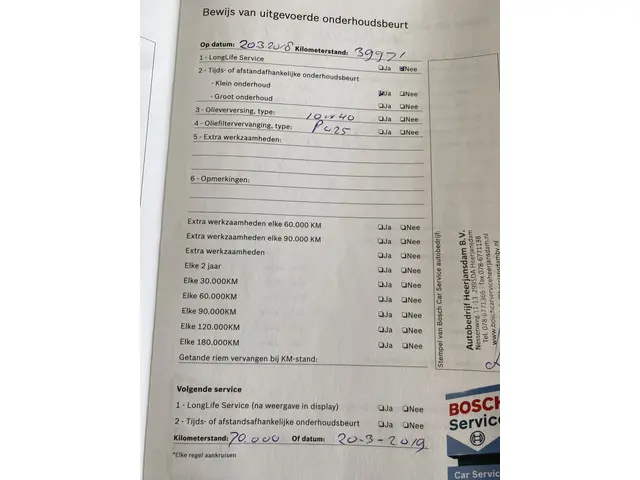 Bewijs van uitgevoerde onderhoudsbeurt
Op datum: 20 3 2018 Kilometerstand: 39971
1 - LongLife Service Ja Nee
2 - Tijds- of afstandsafhankelijke onderhoudsbeurt
- Klein onderhoud Ja Nee
- Groot onderhoud Ja Nee
3 - Olieverversing, type: 10w40 Ja Nee
4 - Oliefiltervervanging, type: P425 Ja Nee
5 - Extra werkzaamheden:
6 - Opmerkingen:
Extra werkzaamheden elke 60.000 KM Ja Nee
Extra werkzaamheden elke 90.000 KM Ja Nee
Extra werkzaamheden Ja Nee
Elke 2 jaar Ja Nee
Elke 30.000KM Ja Nee
Elke 60.000KM Ja Nee
Elke 90.000KM Ja Nee
Elke 120.000KM Ja Nee
Elke 180.000KM Ja Nee
Getande riem vervangen bij KM-stand:
Volgende service
1 - LongLife Service (na weergave in display) Ja Nee
2 - Tijds- of afstandsafhankelijke onderhoudsbeurt Ja Nee
Kilometerstand: 70.000 Of datum: 20-3-2019
*Elke regel aankruisen
Stempel van Bosch Car Service autobedrijf:
Autobedrijf Heerjansdam B.V.
BOSCH
Service
Car Service